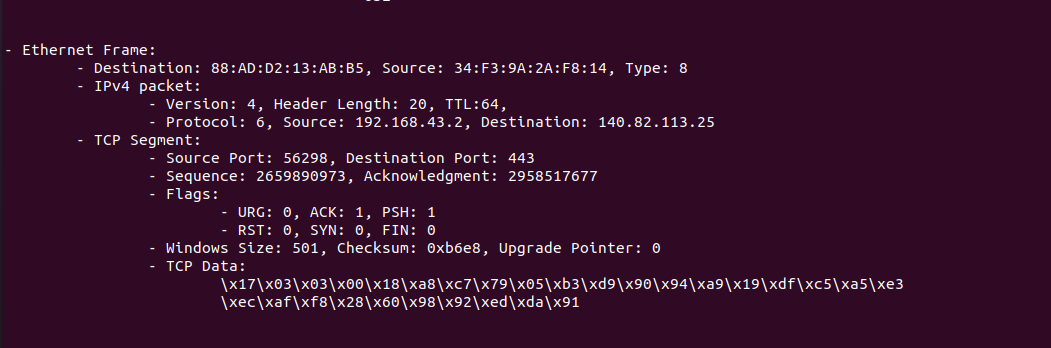 - Ethernet Frame:
- Destination: 88:AD:D2:13:AB:B5, Source: 34:F3:9A:2A:F8:14, Type: 8
- IPv4 packet:
- Version: 4, Header Length: 20, TTL:64,
- Protocol: 6, Source: 192.168.43.2, Destination: 140.82.113.25
- TCP Segment:
- Source Port: 56298, Destination Port: 443
- Sequence: 2659890973, Acknowledgment: 2958517677
- Flags:
- URG: 0, ACK: 1, PSH: 1
- RST: 0, SYN: 0, FIN: 0
- Windows Size: 501, Checksum: 0xb6e8, Upgrade Pointer: 0
- TCP Data:
\x17\x03\x03\x00\x18\xa8\xc7\x79\x05\xb3\xd9\x90\x94\xa9\x19\xdf\xc5\xa5\xe3
\xec\xaf\xf8\x28\x60\x98\x92\xed\xda\x91